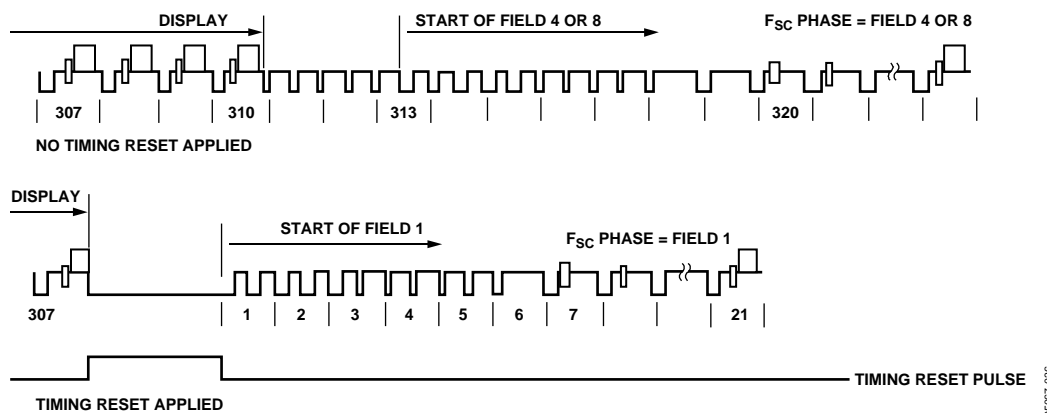 DISPLAY
START OF FIELD 4 OR 8
FSC PHASE = FIELD 4 OR 8
307
310
313
320
NO TIMING RESET APPLIED
DISPLAY
START OF FIELD 1
FSC PHASE = FIELD 1
307
1
2
3
4
5
6
7
21
TIMING RESET PULSE
TIMING RESET APPLIED